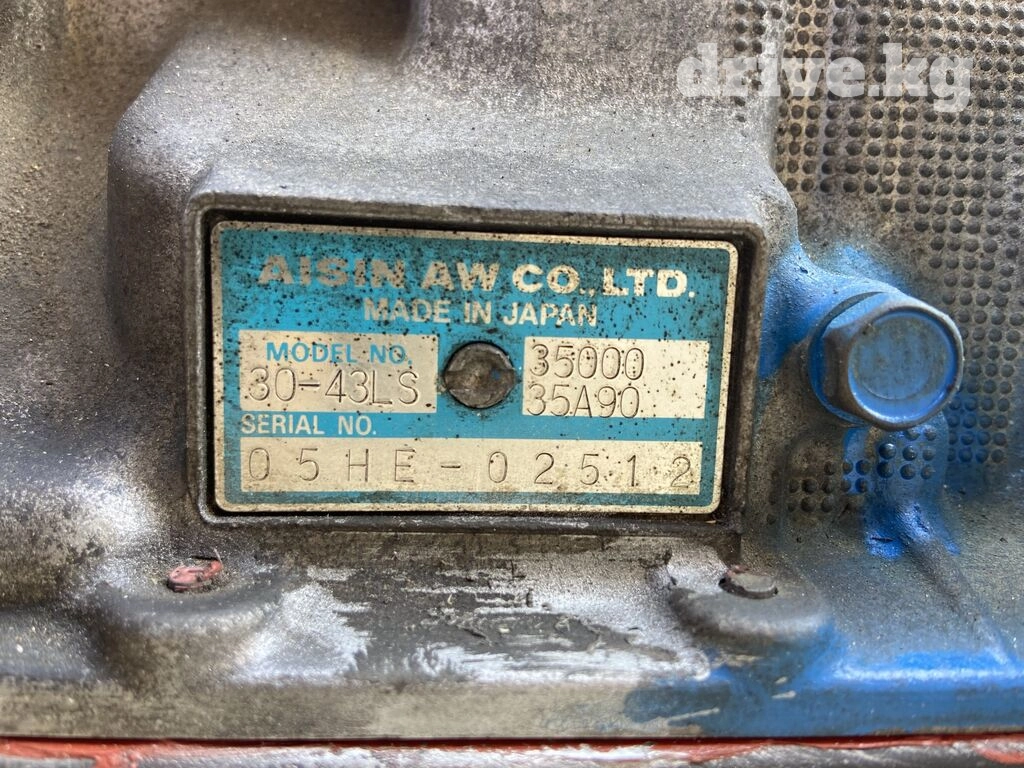 drive.kg
AISIN AW CO., LTD.
MADE IN JAPAN
MODEL NO.
30-43LS
35000
35A90
SERIAL NO.
05HE-02512